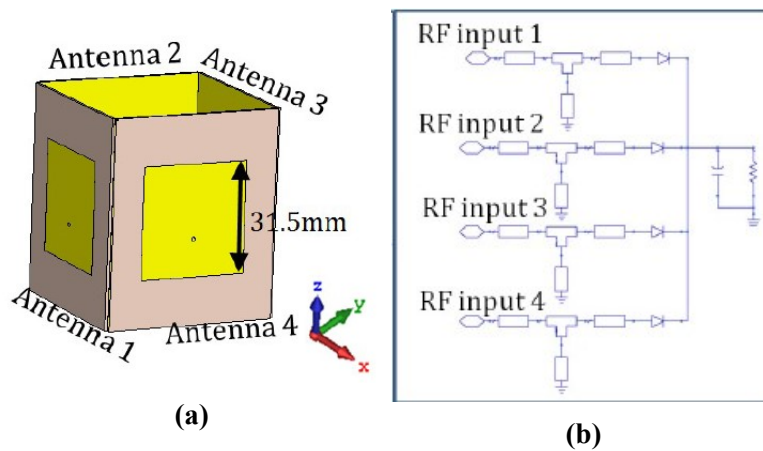 Antenna 2
Antenna 3
31.5mm
Antenna 1
Antenna 4
z
y
x
(a)
RF input 1
RF input 2
RF input 3
RF input 4
(b)